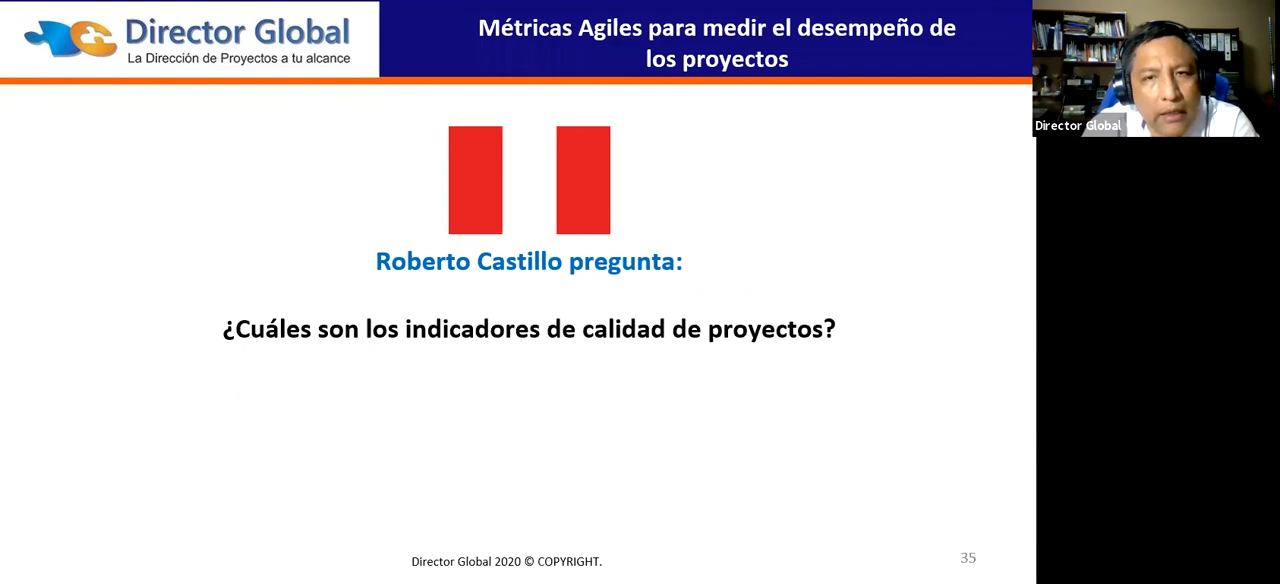 Director Global
La Dirección de Proyectos a tu alcance
Métricas Agiles para medir el desempeño de
los proyectos
Director Global
Roberto Castillo pregunta:
¿Cuáles son los indicadores de calidad de proyectos?
Director Global 2020 © COPYRIGHT.
35